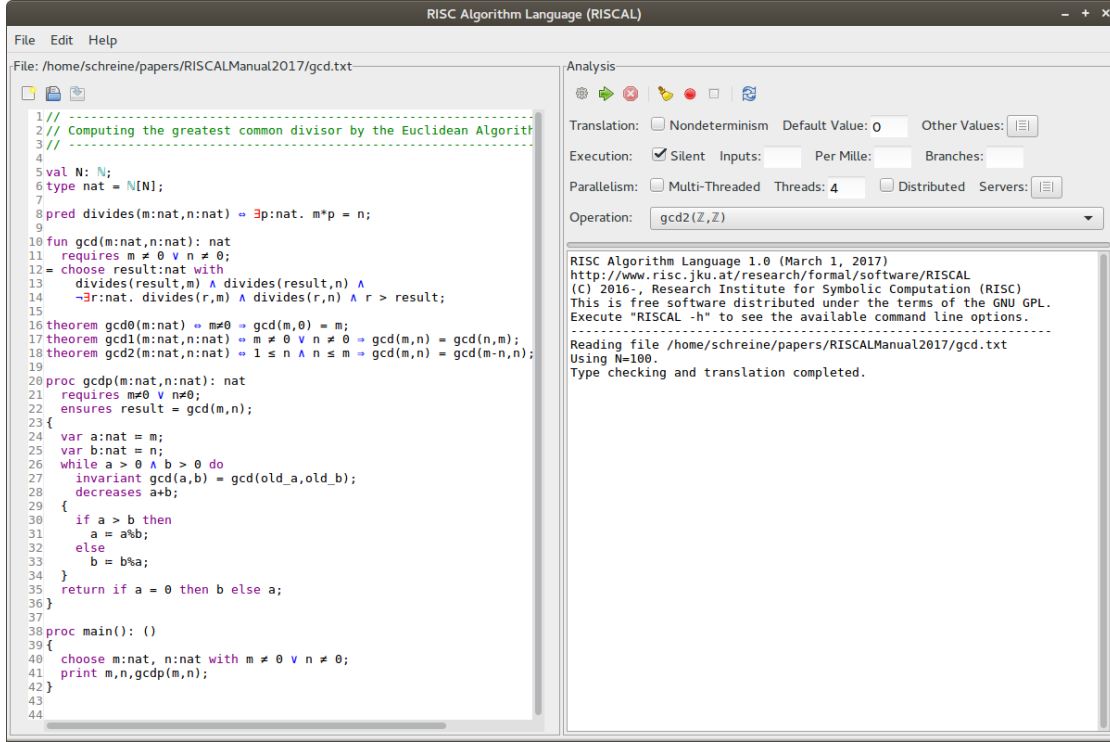 RISC Algorithm Language (RISCAL)
File Edit Help
File: /home/schreine/papers/RISCALManual2017/gcd.txt
1 // ------------------------------------------------------------------
2 // Computing the greatest common divisor by the Euclidean Algorith
3 // ------------------------------------------------------------------
4
5 val N: ℕ;
6 type nat = ℕ[N];
7
8 pred divides(m:nat,n:nat) ⇔ ∃p:nat. m*p = n;
9
10 fun gcd(m:nat,n:nat): nat
11   requires m ≠ 0 ∨ n ≠ 0;
12 = choose result:nat with
13     divides(result,m) ∧ divides(result,n) ∧
14     ¬∃r:nat. divides(r,m) ∧ divides(r,n) ∧ r > result;
15
16 theorem gcd0(m:nat) ⇔ m≠0 ⇒ gcd(m,0) = m;
17 theorem gcd1(m:nat,n:nat) ⇔ m ≠ 0 ∨ n ≠ 0 ⇒ gcd(m,n) = gcd(n,m);
18 theorem gcd2(m:nat,n:nat) ⇔ 1 ≤ n ∧ n ≤ m ⇒ gcd(m,n) = gcd(m-n,n);
19
20 proc gcdp(m:nat,n:nat): nat
21   requires m≠0 ∨ n≠0;
22   ensures result = gcd(m,n);
23 {
24   var a:nat ≔ m;
25   var b:nat ≔ n;
26   while a > 0 ∧ b > 0 do
27     invariant gcd(a,b) = gcd(old_a,old_b);
28     decreases a+b;
29   {
30     if a > b then
31       a ≔ a%b;
32     else
33       b ≔ b%a;
34   }
35   return if a = 0 then b else a;
36 }
37
38 proc main(): ()
39 {
40   choose m:nat, n:nat with m ≠ 0 ∨ n ≠ 0;
41   print m,n,gcdp(m,n);
42 }
43
44
Analysis
Translation: Nondeterminism Default Value: 0 Other Values:
Execution: Silent Inputs: Per Mille: Branches:
Parallelism: Multi-Threaded Threads: 4 Distributed Servers:
Operation: gcd2(ℤ,ℤ)
RISC Algorithm Language 1.0 (March 1, 2017)
http://www.risc.jku.at/research/formal/software/RISCAL
(C) 2016-, Research Institute for Symbolic Computation (RISC)
This is free software distributed under the terms of the GNU GPL.
Execute "RISCAL -h" to see the available command line options.
-----------------------------------------------------------------
Reading file /home/schreine/papers/RISCALManual2017/gcd.txt
Using N=100.
Type checking and translation completed.